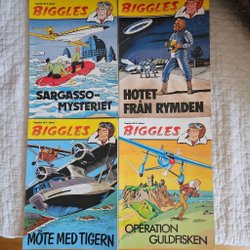 BIGGLES
SARGASSO-
MYSTERIET
BIGGLES
HOTET
FRÅN RYMDEN
BIGGLES
MÖTE MED TIGERN
BIGGLES
OPERATION
GULDFISKEN